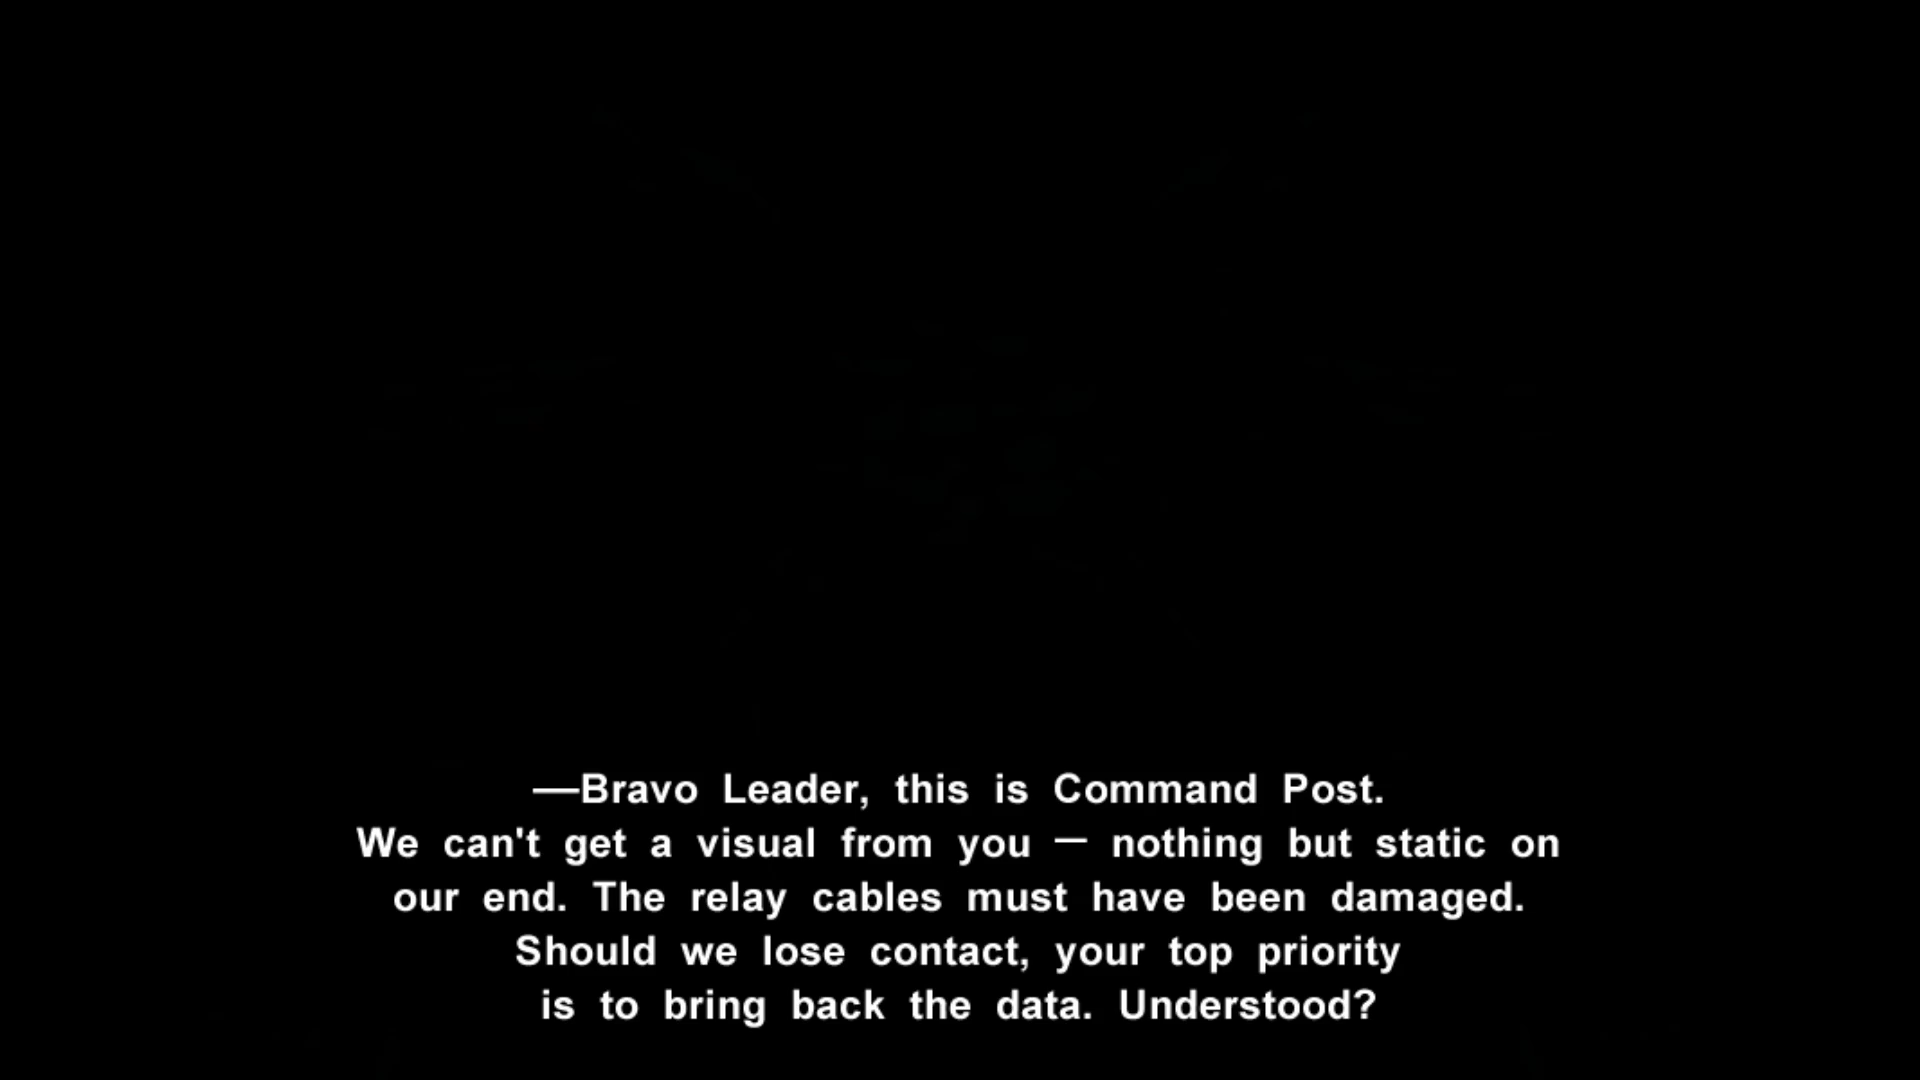 —Bravo Leader, this is Command Post.
We can't get a visual from you — nothing but static on
our end. The relay cables must have been damaged.
Should we lose contact, your top priority
is to bring back the data. Understood?